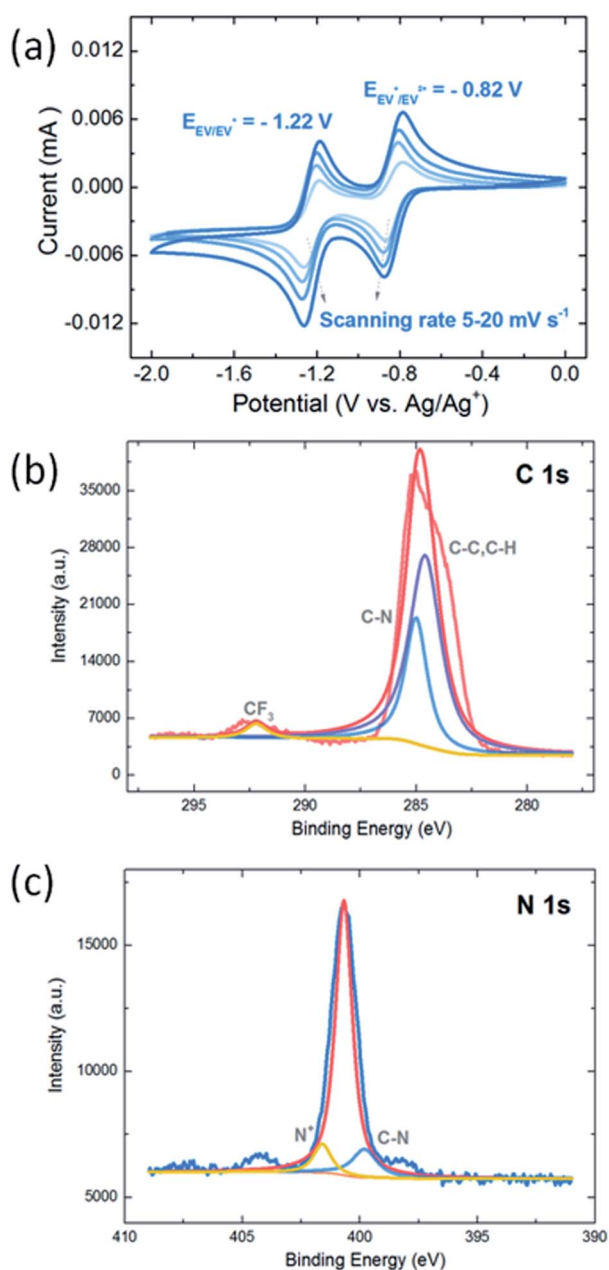 (a)
0.012
0.006
0.000
-0.006
-0.012
Current (mA)
E_EV/EV⁺ = - 1.22 V
E_EV⁺/EV²⁺ = - 0.82 V
Scanning rate 5-20 mV s⁻¹
-2.0 -1.6 -1.2 -0.8 -0.4 0.0
Potential (V vs. Ag/Ag⁺)
(b)
C 1s
35000
28000
21000
14000
7000
0
Intensity (a.u.)
C-C,C-H
C-N
CF₃
295 290 285 280
Binding Energy (eV)
(c)
N 1s
15000
10000
5000
Intensity (a.u.)
N⁺
C-N
410 405 400 395 390
Binding Energy (eV)